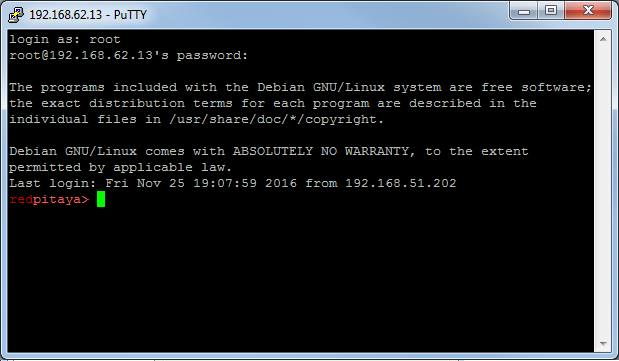 192.168.62.13 - PuTTY
login as: root
root@192.168.62.13's password:
The programs included with the Debian GNU/Linux system are free software;
the exact distribution terms for each program are described in the
individual files in /usr/share/doc/*/copyright.
Debian GNU/Linux comes with ABSOLUTELY NO WARRANTY, to the extent
permitted by applicable law.
Last login: Fri Nov 25 19:07:59 2016 from 192.168.51.202
redpitaya>